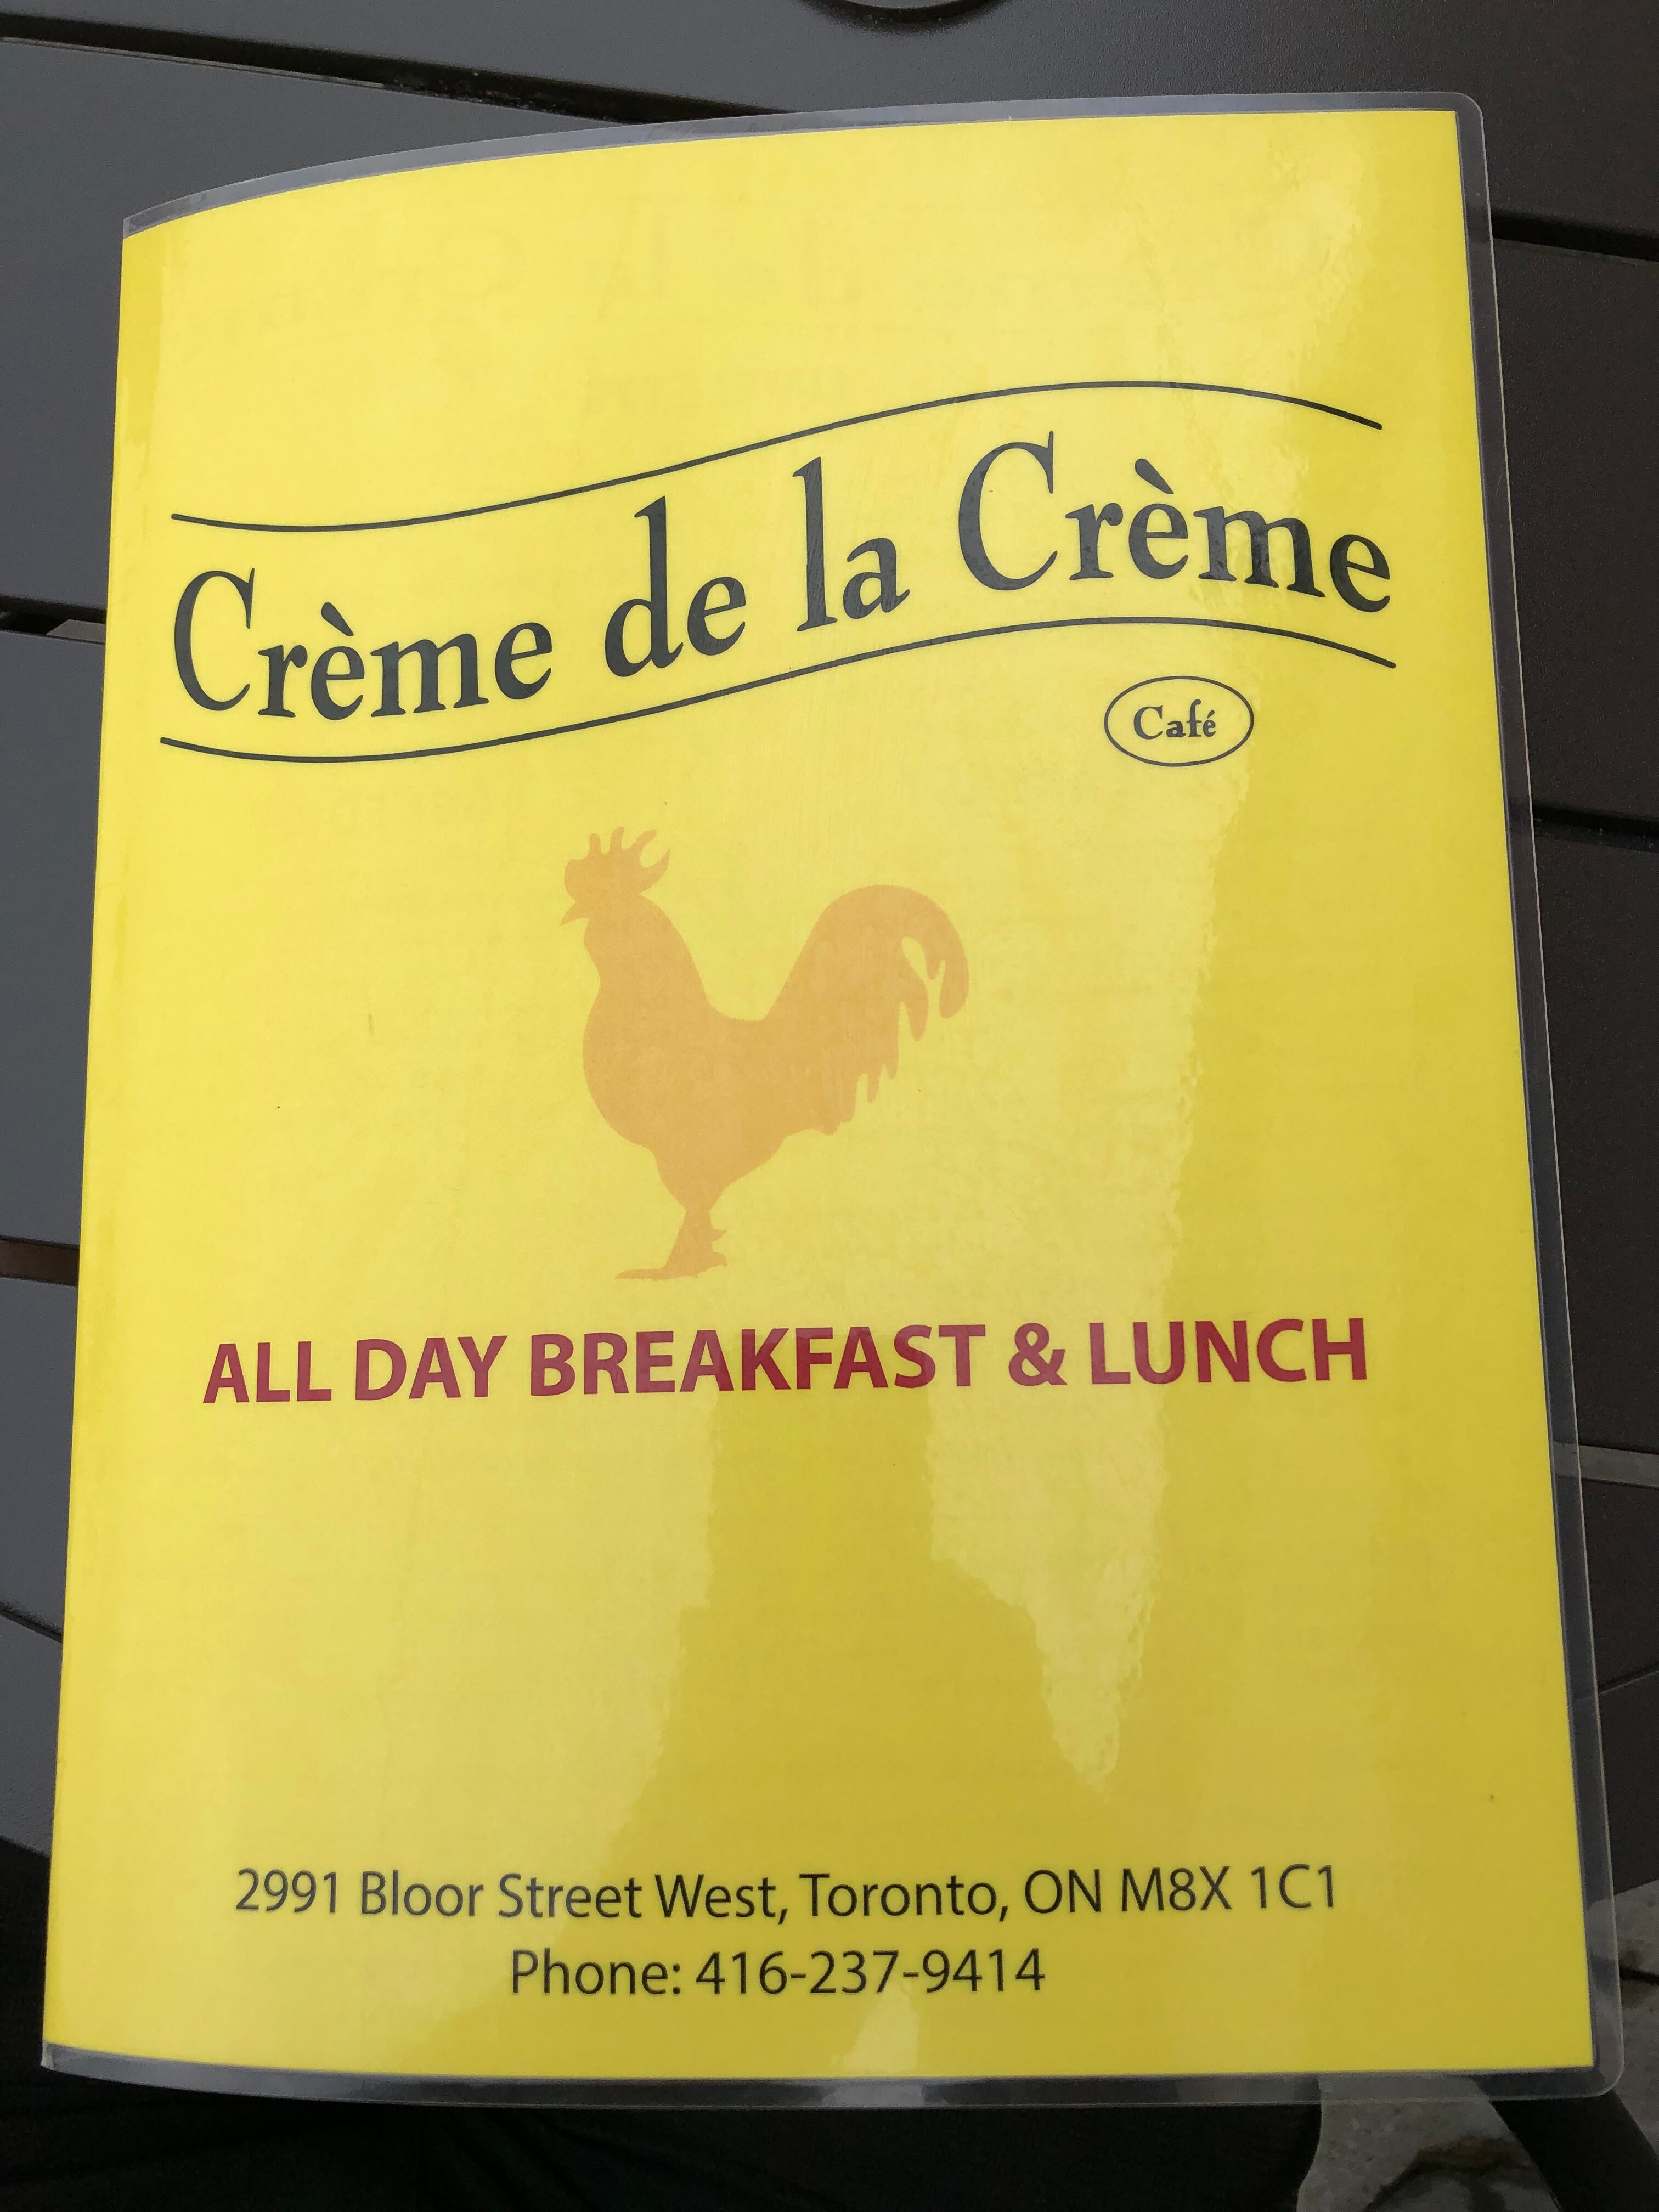 Crème de la Crème
Café
ALL DAY BREAKFAST & LUNCH
2991 Bloor Street West, Toronto, ON M8X 1C1
Phone: 416-237-9414